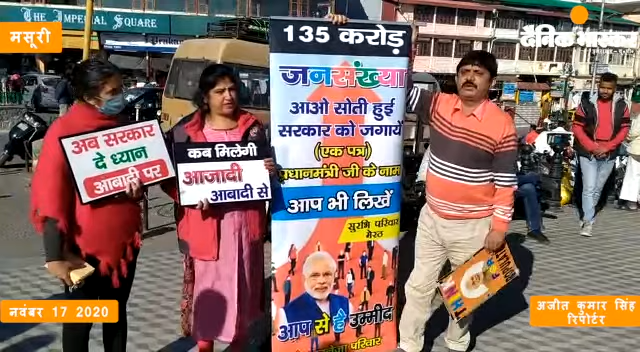 मसूरी
THE IMPERIAL SQUARE
दैनिक भास्कर
135 करोड़
जनसंख्या
आओ सोती हुई
सरकार को जगायें
(एक पत्र)
प्रधानमंत्री जी के नाम
आप भी लिखें
सुरभि परिवार
मेरठ
आप से है उम्मीद
परिवार
अब सरकार
दे ध्यान
आबादी पर
कब मिलेगी
आजादी
आबादी से
नवंबर 17 2020
अजीत कुमार सिंह
रिपोर्टर